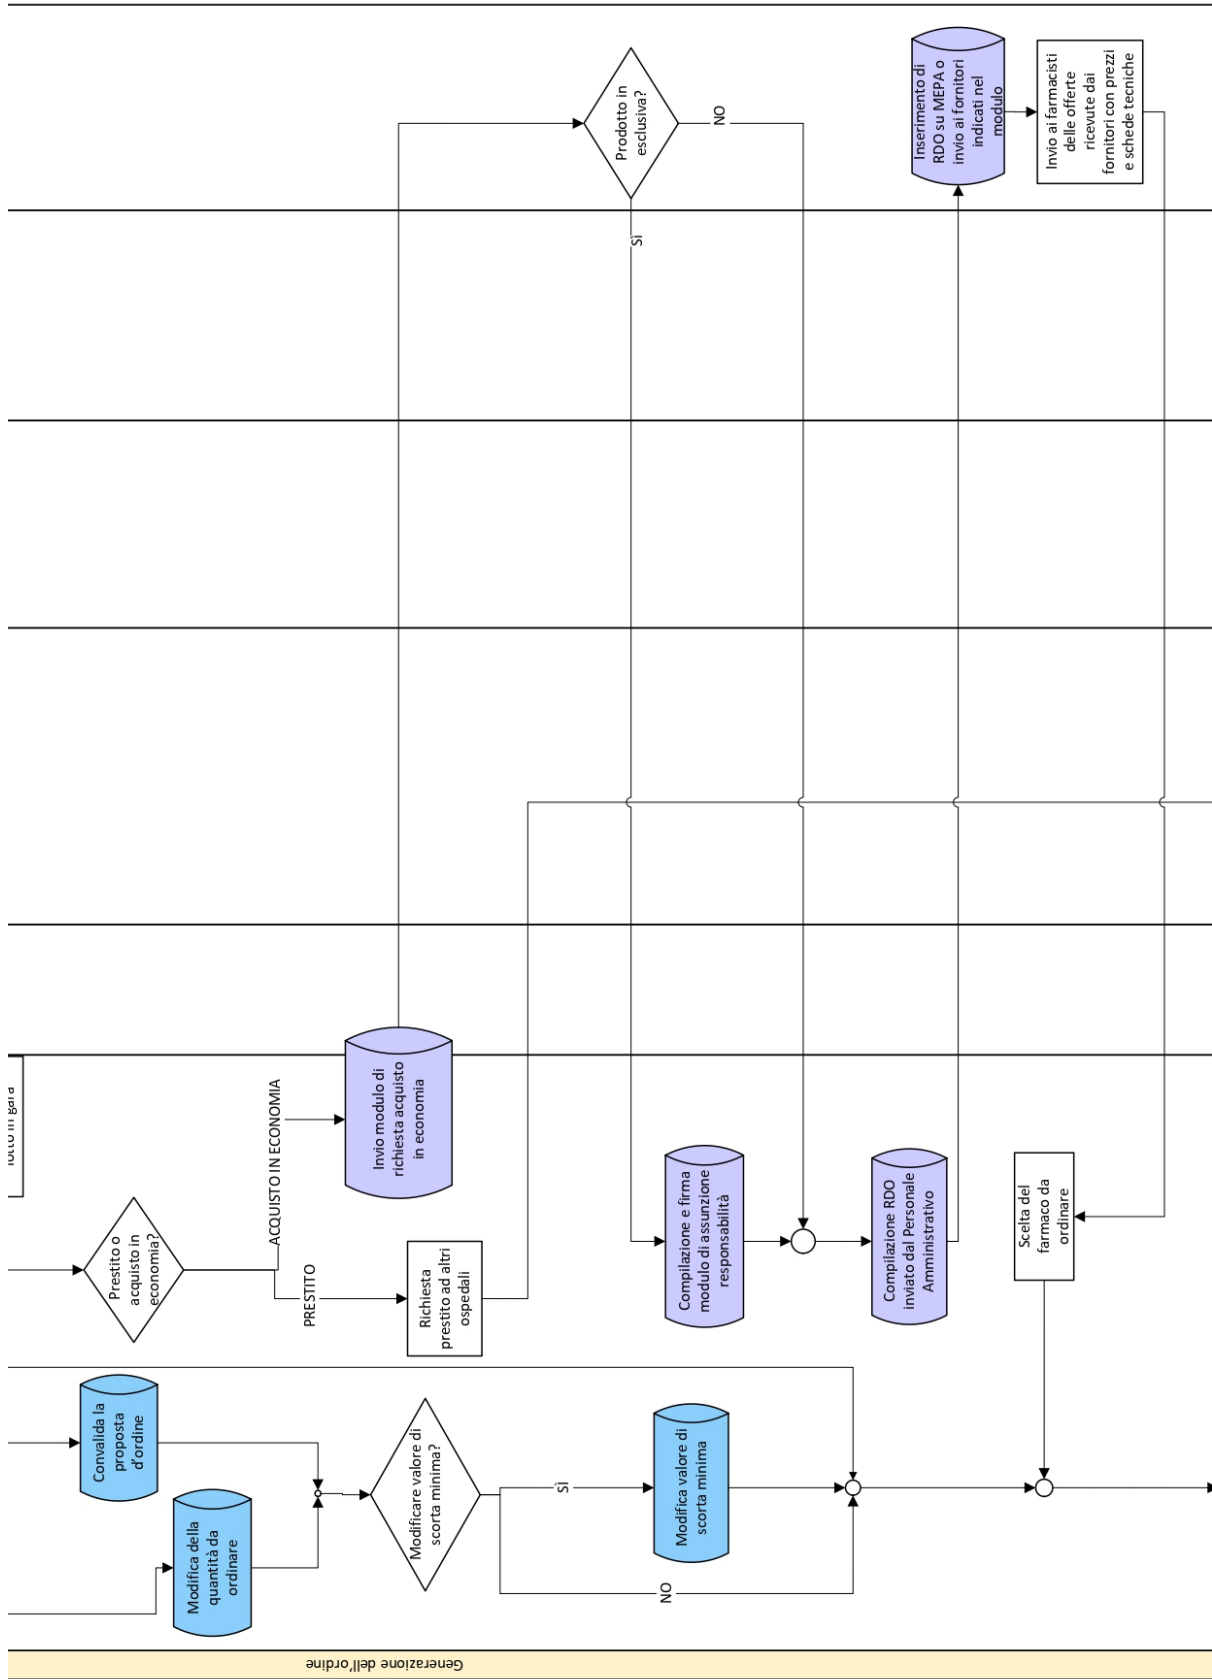 Inserimento di
RDO su MEPA o
invio ai fornitori
indicati nel
modulo
Invio ai farmacisti
delle offerte
ricevute dai
fornitori con prezzi
e schede tecniche
Prodotto in
esclusiva?
NO
Sì
Prestito o
acquisto in
economia?
ACQUISTO IN ECONOMIA
PRESTITO
Invio modulo di
richiesta acquisto
in economia
Richiesta
prestito ad altri
ospedali
Compilazione e firma
modulo di assunzione
responsabilità
Compilazione RDO
inviato dal Personale
Amministrativo
Scelta del
farmaco da
ordinare
Convalida la
proposta
d'ordine
Modifica della
quantità da
ordinare
Modificare valore di
scorta minima?
Sì
NO
Modifica valore di
scorta minima
Generazione dell'ordine